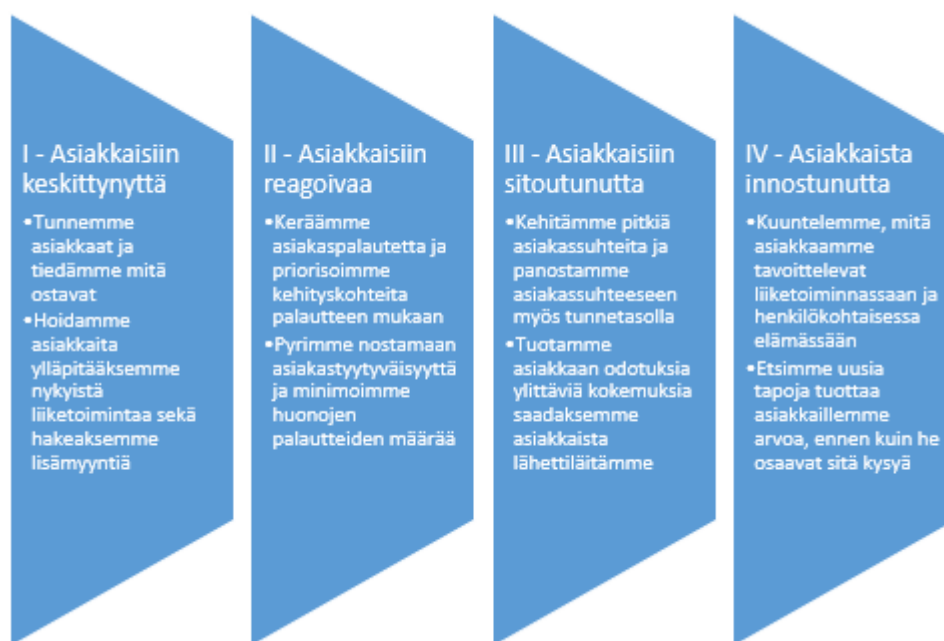 I - Asiakkaisiin
keskittynyttä
•Tunnemme
asiakkaat ja
tiedämme mitä
ostavat
•Hoidamme
asiakkaita
ylläpitääksemme
nykyistä
liiketoimintaa sekä
hakeaksemme
lisämyyntiä
II - Asiakkaisiin
reagoivaa
•Keräämme
asiakaspalautetta ja
priorisoimme
kehityskohteita
palautteen mukaan
•Pyrimme nostamaan
asiakastyytyväisyyttä
ja minimoimme
huonojen
palautteiden määrää
III - Asiakkaisiin
sitoutunutta
•Kehitämme pitkiä
asiakassuhteita ja
panostamme
asiakassuhteeseen
myös tunnetasolla
•Tuotamme
asiakkaan odotuksia
ylittäviä kokemuksia
saadaksemme
asiakkaista
lähettiläitämme
IV - Asiakkaista
innostunutta
•Kuuntelemme, mitä
asiakkaamme
tavoittelevat
liiketoiminnassaan ja
henkilökohtaisessa
elämässään
•Etsimme uusia
tapoja tuottaa
asiakkaillemme
arvoa, ennen kuin he
osaavat sitä kysyä